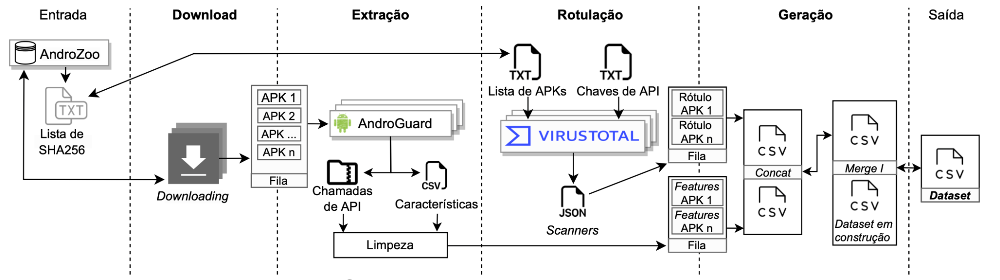 Entrada
Download
Extração
Rotulação
Geração
Saída
AndroZoo
TXT
Lista de
SHA256
Downloading
APK 1
APK 2
APK ...
APK n
Fila
AndroGuard
Chamadas
de API
CSV
Características
Limpeza
TXT
Lista de APKs
TXT
Chaves de API
VIRUSTOTAL
JSON
Scanners
Rótulo
APK 1
Rótulo
APK n
Fila
Features
APK 1
Features
APK n
Fila
CSV
Concat
CSV
CSV
Merge I
CSV
Dataset em
construção
CSV
Dataset